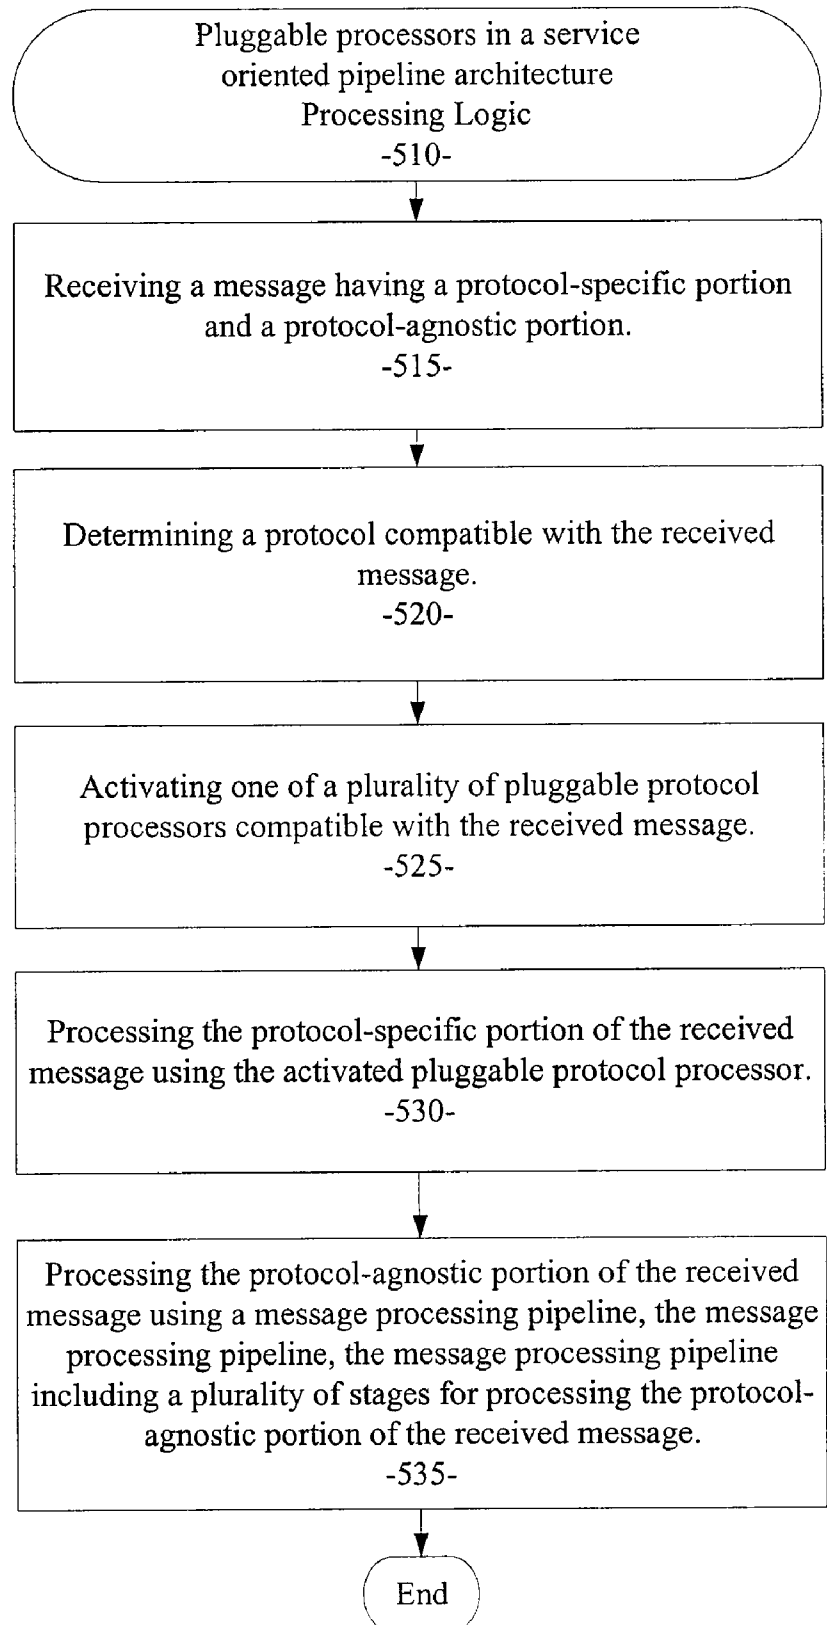 Pluggable processors in a service
oriented pipeline architecture
Processing Logic
-510-
Receiving a message having a protocol-specific portion
and a protocol-agnostic portion.
-515-
Determining a protocol compatible with the received
message.
-520-
Activating one of a plurality of pluggable protocol
processors compatible with the received message.
-525-
Processing the protocol-specific portion of the received
message using the activated pluggable protocol processor.
-530-
Processing the protocol-agnostic portion of the received
message using a message processing pipeline, the message
processing pipeline, the message processing pipeline
including a plurality of stages for processing the protocol-
agnostic portion of the received message.
-535-
End